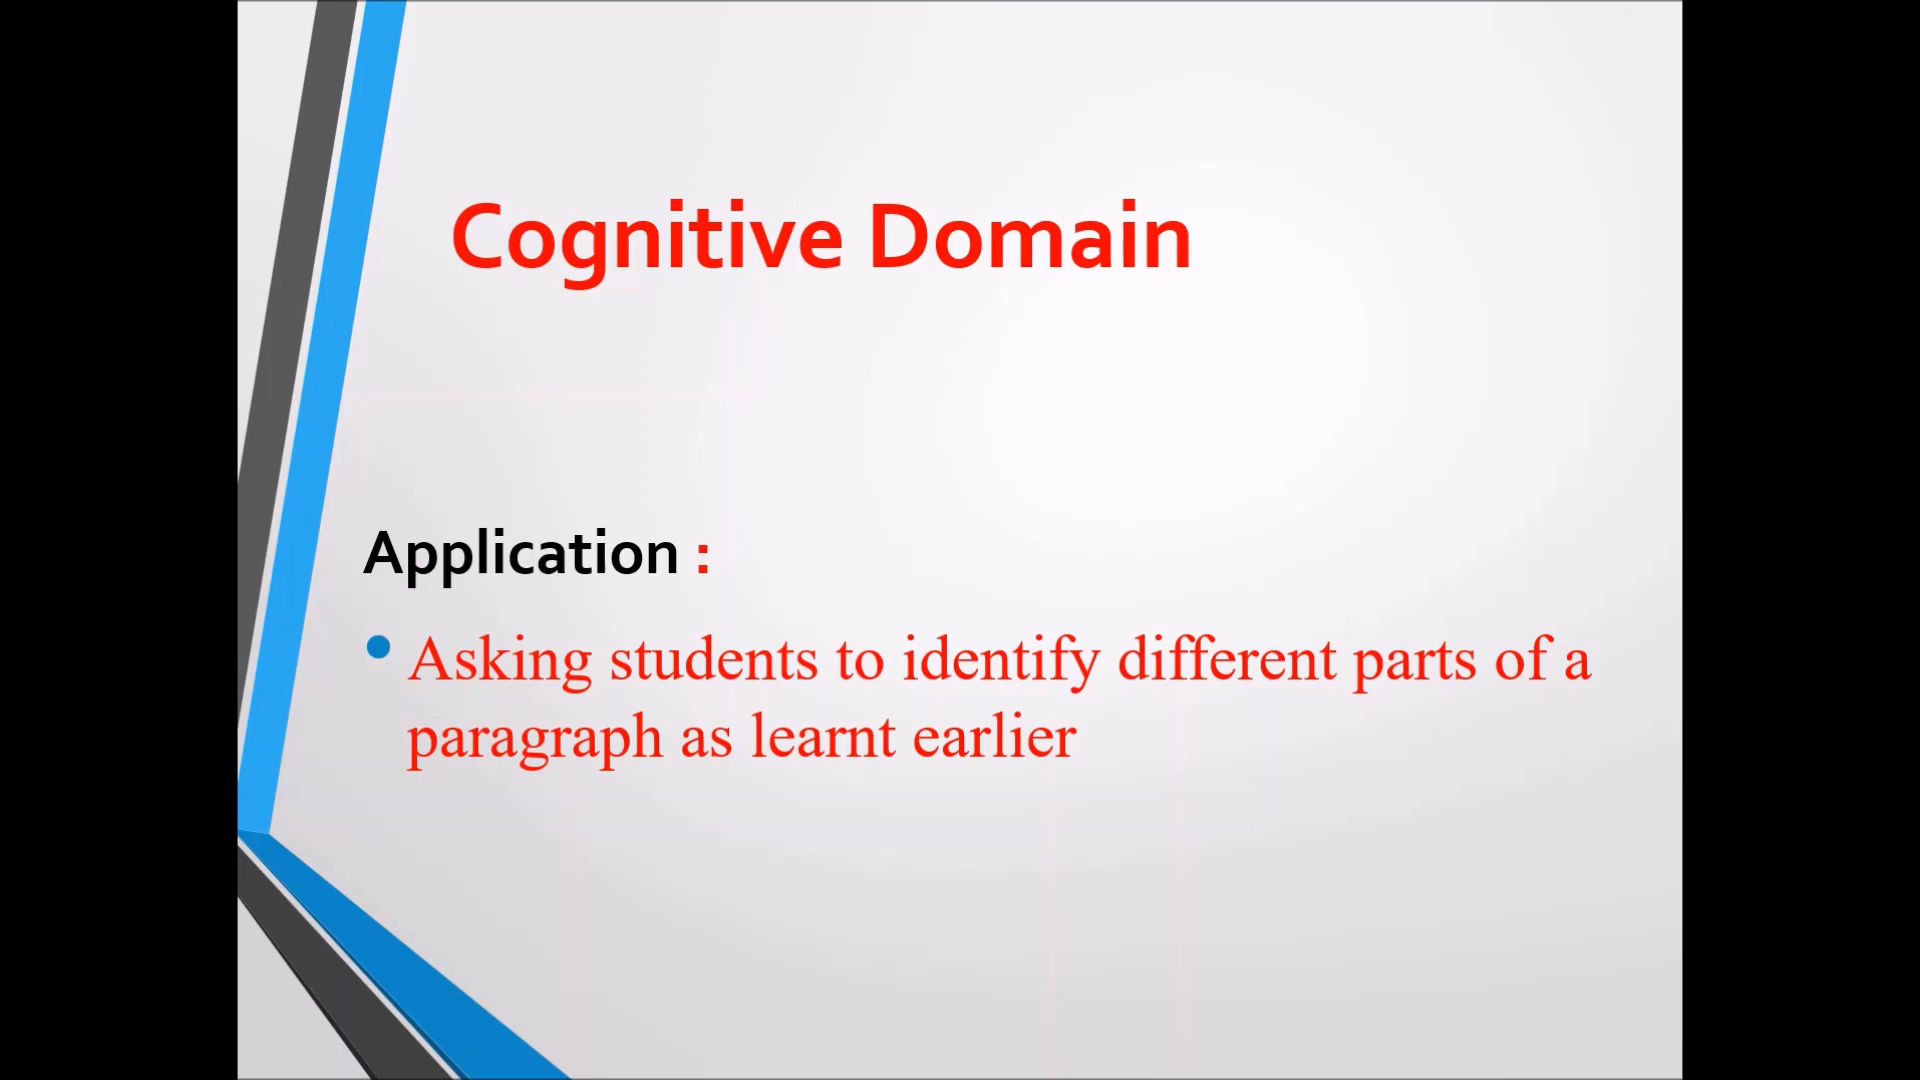 Cognitive Domain
Application :
• Asking students to identify different parts of a
paragraph as learnt earlier